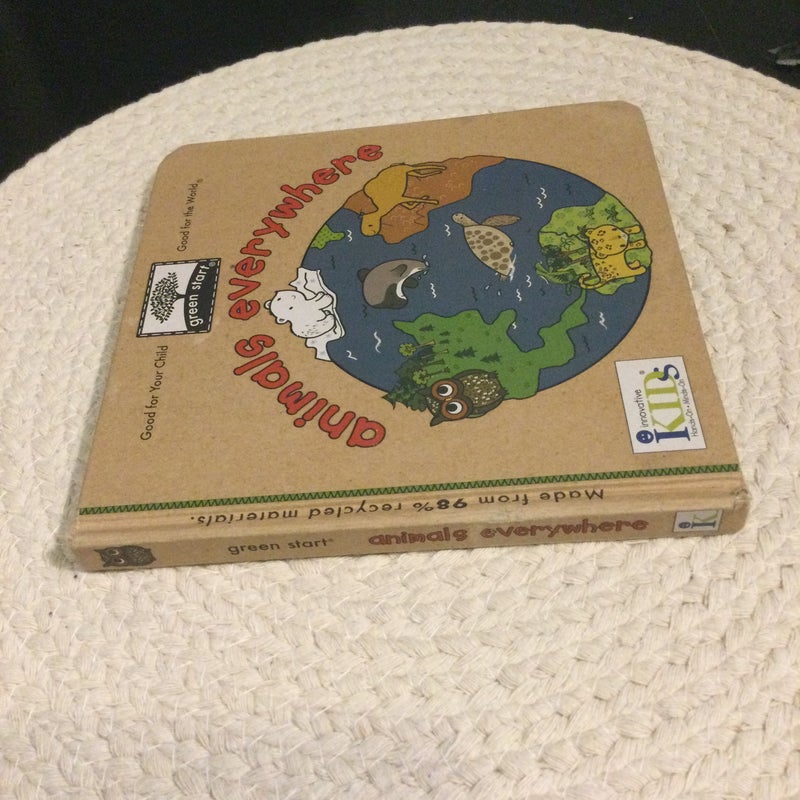 Good for Your Child
Good for the World®
green start®
animals everywhere
innovative
KIDS®
Hands-On • Minds-On
Made from 98% recycled materials.
green start®
animals everywhere
iK